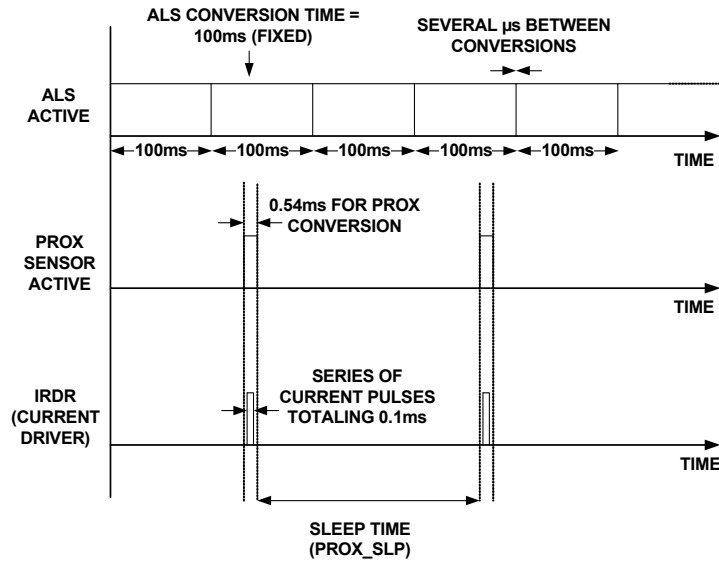 ALS CONVERSION TIME =
100ms (FIXED)
SEVERAL µs BETWEEN
CONVERSIONS
ALS
ACTIVE
100ms
100ms
100ms
100ms
100ms
TIME
0.54ms FOR PROX
CONVERSION
PROX
SENSOR
ACTIVE
TIME
SERIES OF
CURRENT PULSES
TOTALING 0.1ms
IRDR
(CURRENT
DRIVER)
TIME
SLEEP TIME
(PROX_SLP)